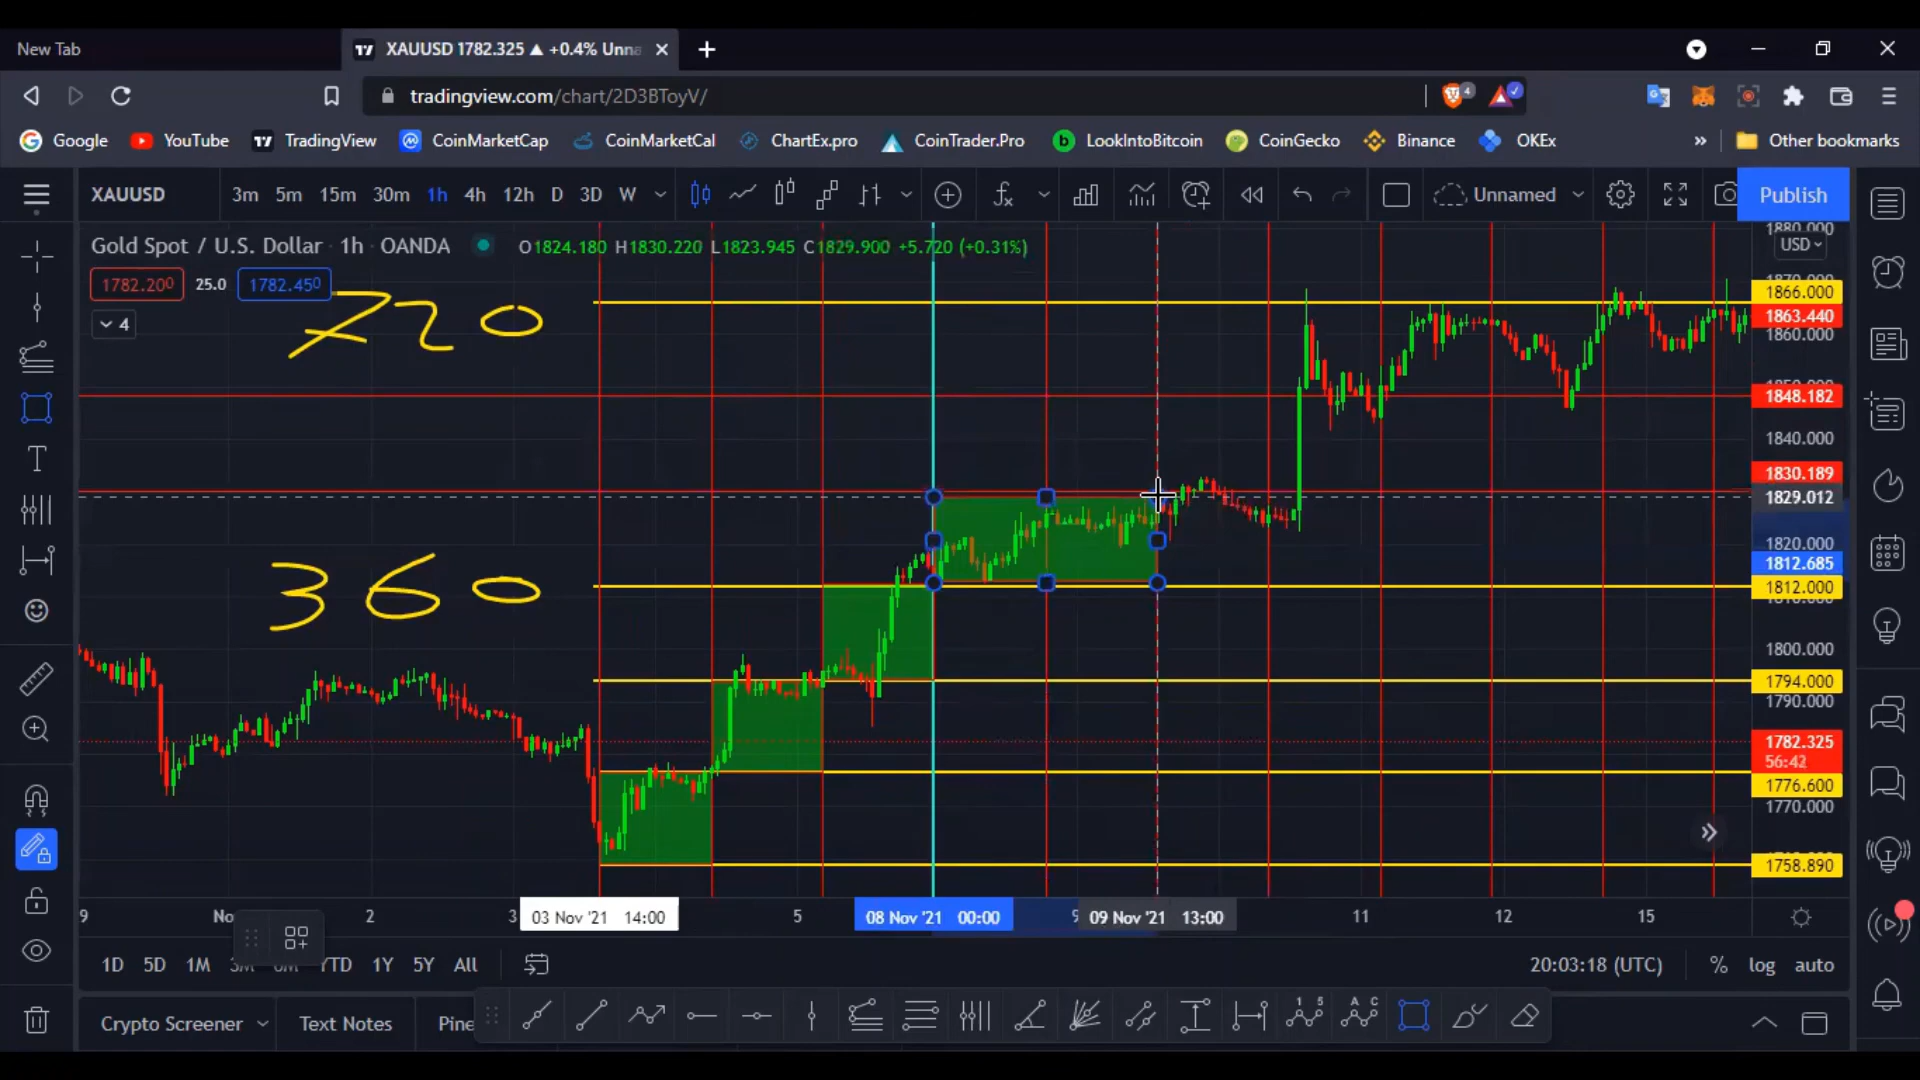 New Tab
XAUUSD 1782.325 ▲ +0.4% Unna
tradingview.com/chart/2D3BToyV/
4
Google YouTube TradingView CoinMarketCap CoinMarketCal ChartEx.pro CoinTrader.Pro LookIntoBitcoin CoinGecko Binance OKEx » Other bookmarks
XAUUSD 3m 5m 15m 30m 1h 4h 12h D 3D W Unnamed Publish
Gold Spot / U.S. Dollar · 1h · OANDA O1824.180 H1830.220 L1823.945 C1829.900 +5.720 (+0.31%)
1782.200 25.0 1782.450
4
720
360
1880.000
USD
1866.000
1863.440
1860.000
1848.182
1840.000
1830.189
1829.012
1820.000
1812.685
1812.000
1800.000
1794.000
1790.000
1782.325
56:42
1776.600
1770.000
1758.890
9 No 2 3 03 Nov '21 14:00 5 08 Nov '21 00:00 9 09 Nov '21 13:00 11 12 15
1D 5D 1M 3M 6M YTD 1Y 5Y All 20:03:18 (UTC) % log auto
Crypto Screener Text Notes Pine